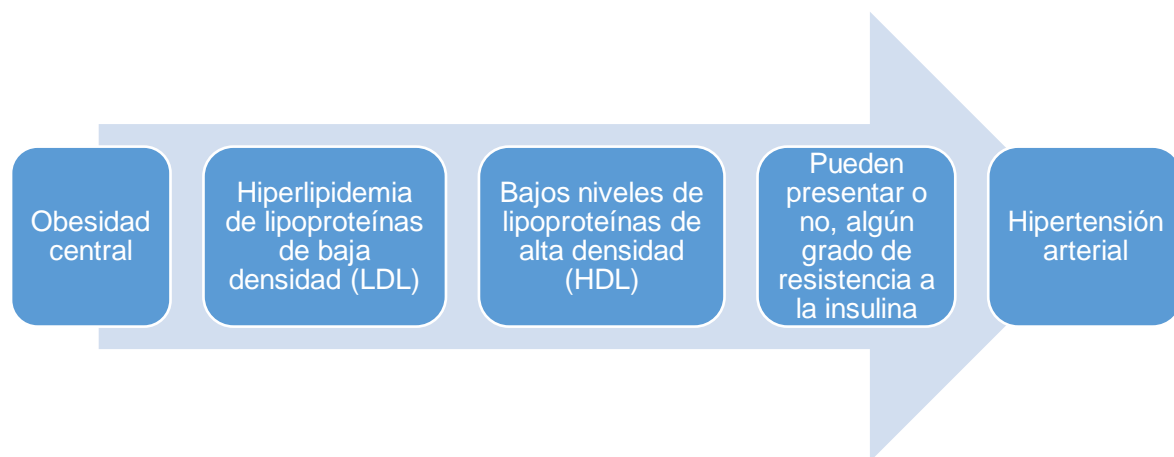 Obesidad
central
Hiperlipidemia
de lipoproteínas
de baja
densidad (LDL)
Bajos niveles de
lipoproteínas de
alta densidad
(HDL)
Pueden
presentar o
no, algún
grado de
resistencia a
la insulina
Hipertensión
arterial